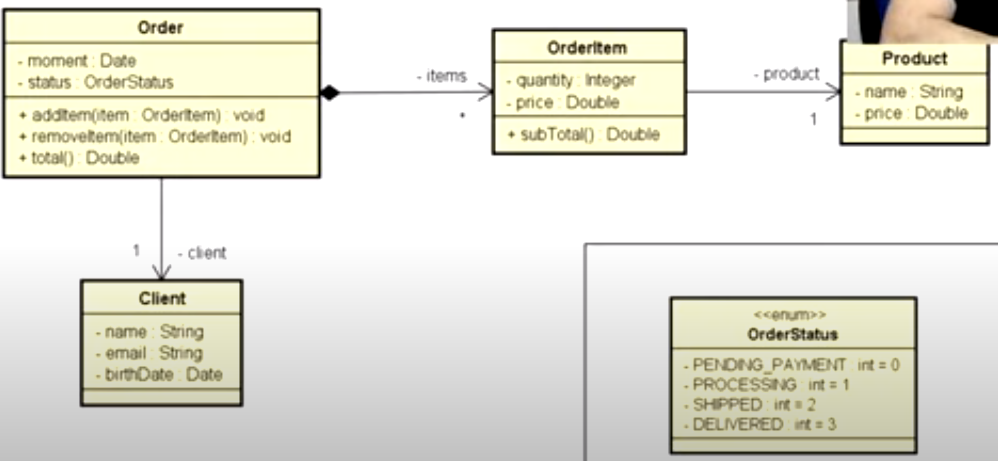 Order
- moment : Date
- status : OrderStatus
+ addItem(item : OrderItem) : void
+ removeItem(item : OrderItem) : void
+ total() : Double
- items
*
OrderItem
- quantity : Integer
- price : Double
+ subTotal() : Double
- product
1
Product
- name : String
- price : Double
1
- client
Client
- name : String
- email : String
- birthDate : Date
<<enum>>
OrderStatus
- PENDING_PAYMENT : int = 0
- PROCESSING : int = 1
- SHIPPED : int = 2
- DELIVERED : int = 3